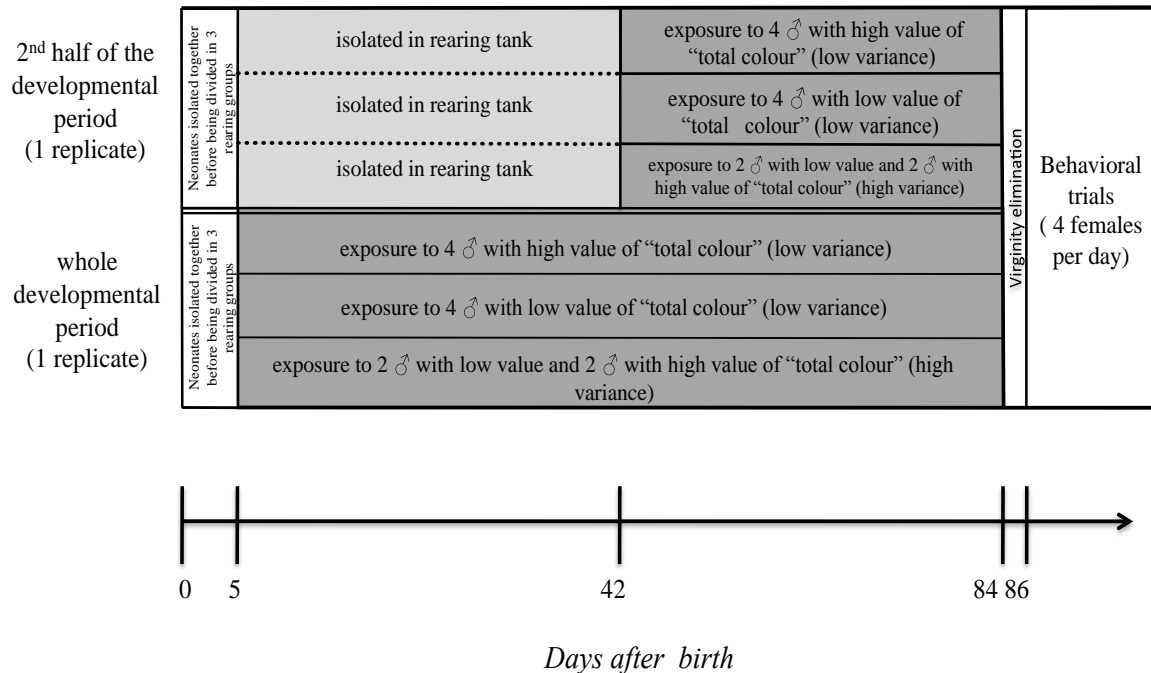 2nd half of the
developmental
period
(1 replicate)
Neonates isolated together
before being divided in 3
rearing groups
isolated in rearing tank
exposure to 4 ♂ with high value of
“total colour” (low variance)
isolated in rearing tank
exposure to 4 ♂ with low value of
“total colour” (low variance)
isolated in rearing tank
exposure to 2 ♂ with low value and 2 ♂ with
high value of “total colour” (high variance)
whole
developmental
period
(1 replicate)
Neonates isolated together
before being divided in 3
rearing groups
exposure to 4 ♂ with high value of “total colour” (low variance)
exposure to 4 ♂ with low value of “total colour” (low variance)
exposure to 2 ♂ with low value and 2 ♂ with high value of “total colour” (high
variance)
Virginity elimination
Behavioral
trials
( 4 females
per day)
0 5 42 84 86
Days after birth